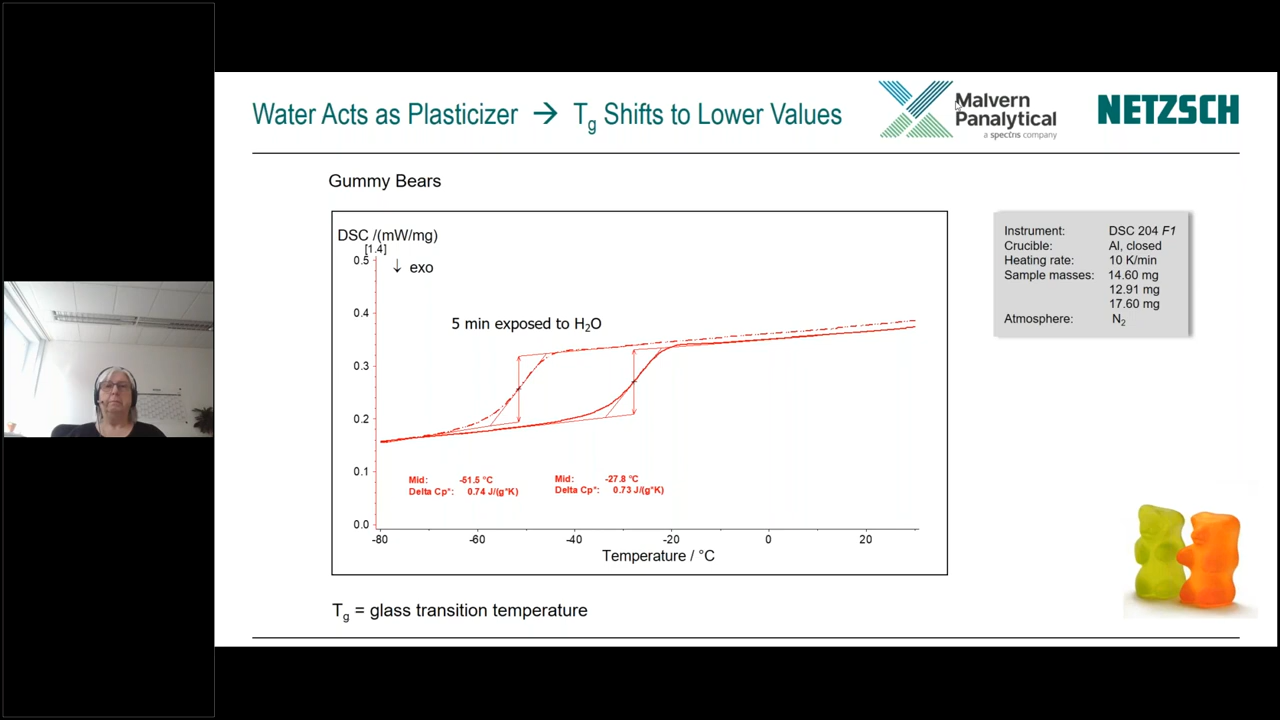 Water Acts as Plasticizer → Tg Shifts to Lower Values
Malvern
Panalytical
a spectris company
NETZSCH
Gummy Bears
DSC /(mW/mg)
[1.4]
↓ exo
5 min exposed to H₂O
0.5
0.4
0.3
0.2
0.1
0.0
Mid: -51.5 °C
Delta Cp*: 0.74 J/(g*K)
Mid: -27.8 °C
Delta Cp*: 0.73 J/(g*K)
-80 -60 -40 -20 0 20
Temperature / °C
Instrument: DSC 204 F1
Crucible: Al, closed
Heating rate: 10 K/min
Sample masses: 14.60 mg
12.91 mg
17.60 mg
Atmosphere: N₂
Tg = glass transition temperature